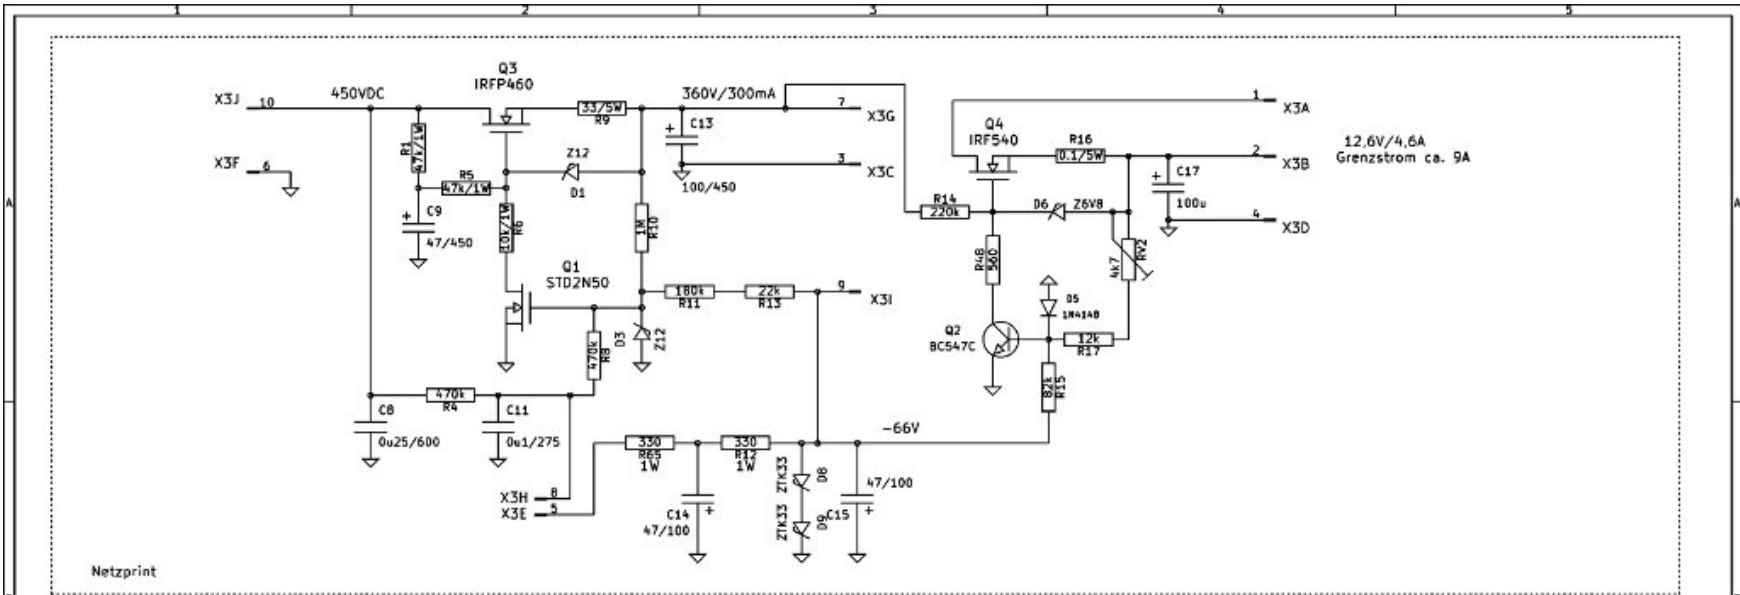 1 2 3 4 5
Q3
IRFP460
X3J 10
450VDC
33/5W
R9
360V/300mA
7 X3G
1 X3A
C13
+
100/450
3 X3C
Q4
IRF540
R16
0.1/5W
12,6V/4,6A
Grenzstrom ca. 9A
2 X3B
R1
47k/1W
X3F 6
R5
47k/1W
Z12
D1
C17
+
100u
R14
220k
D6 Z6V8
4 X3D
A
A
C9
+
47/450
10k/1W
R6
1M
R10
R48
560
4k7
RV2
Q1
STD2N50
180k
R11
22k
R13
9 X3I
D5
1N4148
Q2
BC547C
12k
R17
470k
R8
D3
Z12
82k
R15
470k
R4
C8
0u25/600
C11
0u1/275
-66V
330
R65
1W
330
R12
1W
ZTK33
D8
ZTK33
D9
47/100
C15
+
X3H 8
X3E 5
C14
+
47/100
Netzprint